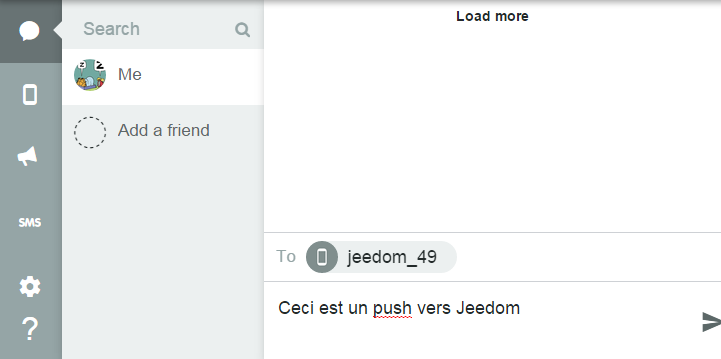 Search
Me
Add a friend
SMS
?
Load more
To jeedom_49
Ceci est un push vers Jeedom